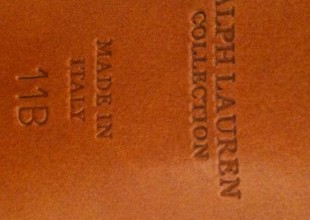 ALPH LAUREN
COLLECTION
MADE IN
ITALY
11B